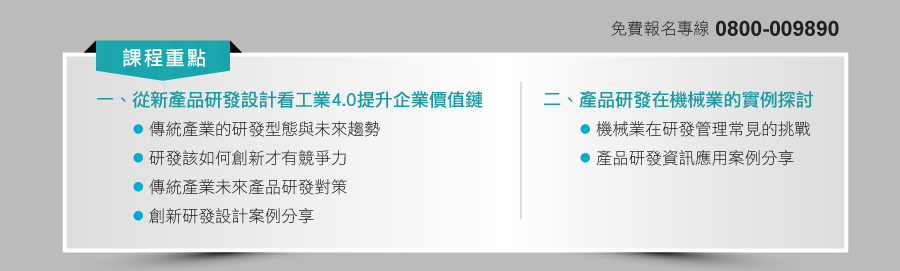 免費報名專線 0800-009890
課程重點
一、從新產品研發設計看工業4.0提升企業價值鏈
● 傳統產業的研發型態與未來趨勢
● 研發該如何創新才有競爭力
● 傳統產業未來產品研發對策
● 創新研發設計案例分享
二、產品研發在機械業的實例探討
● 機械業在研發管理常見的挑戰
● 產品研發資訊應用案例分享